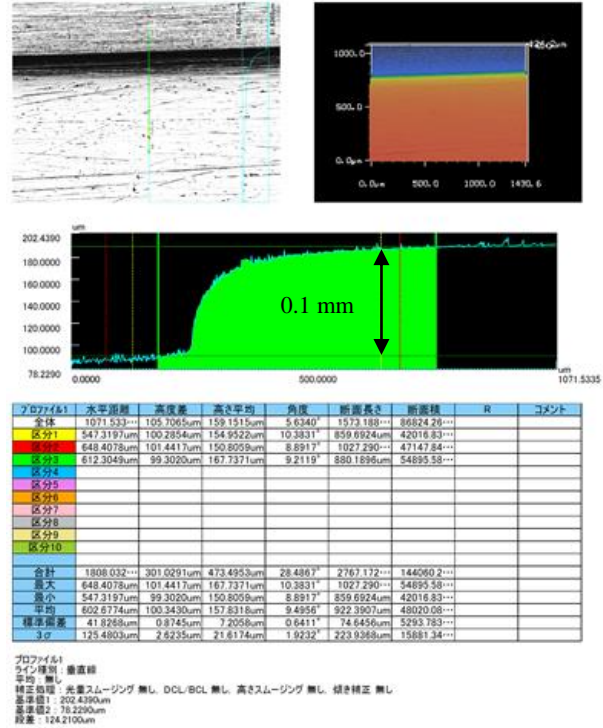 1000.0
500.0
0.0um
0.0um 500.0 1000.0 1430.6
um
202.4390
180.0000
160.0000
140.0000
120.0000
100.0000
78.2290
0.1 mm
um
0.0000 500.0000 1071.5335
プロファイル1 水平距離 高度差 高さ平均 角度 断面長さ 断面積 R コメント
全体 1071.533… 105.7065um 159.1515um 5.6340° 1573.188… 86824.26…
区分1 547.3197um 100.2854um 154.9522um 10.3831° 859.6924um 42016.83…
区分2 648.4078um 101.4417um 150.8059um 8.8917° 1027.290… 47147.84…
区分3 612.3049um 99.3020um 167.7371um 9.2119° 880.1896um 54895.58…
区分4
区分5
区分6
区分7
区分8
区分9
区分10
合計 1808.032… 301.0291um 473.4953um 28.4867° 2767.172… 144060.2…
最大 648.4078um 101.4417um 167.7371um 10.3831° 1027.290… 54895.58…
最小 547.3197um 99.3020um 150.8059um 8.8917° 859.6924um 42016.83…
平均 602.6774um 100.3430um 157.8318um 9.4956° 922.3907um 48020.08…
標準偏差 41.8268um 0.8745um 7.2058um 0.6411° 74.6456um 5293.783…
3σ 125.4803um 2.6235um 21.6174um 1.9232° 223.9368um 15881.34…
プロファイル1
ライン種別 : 垂直線
平均 : 無し
補正処理 : 光量スムージング 無し、DCL/BCL 無し、高さスムージング 無し、傾き補正 無し
基準値1 : 202.4390um
基準値2 : 78.2290um
段差 : 124.2100um